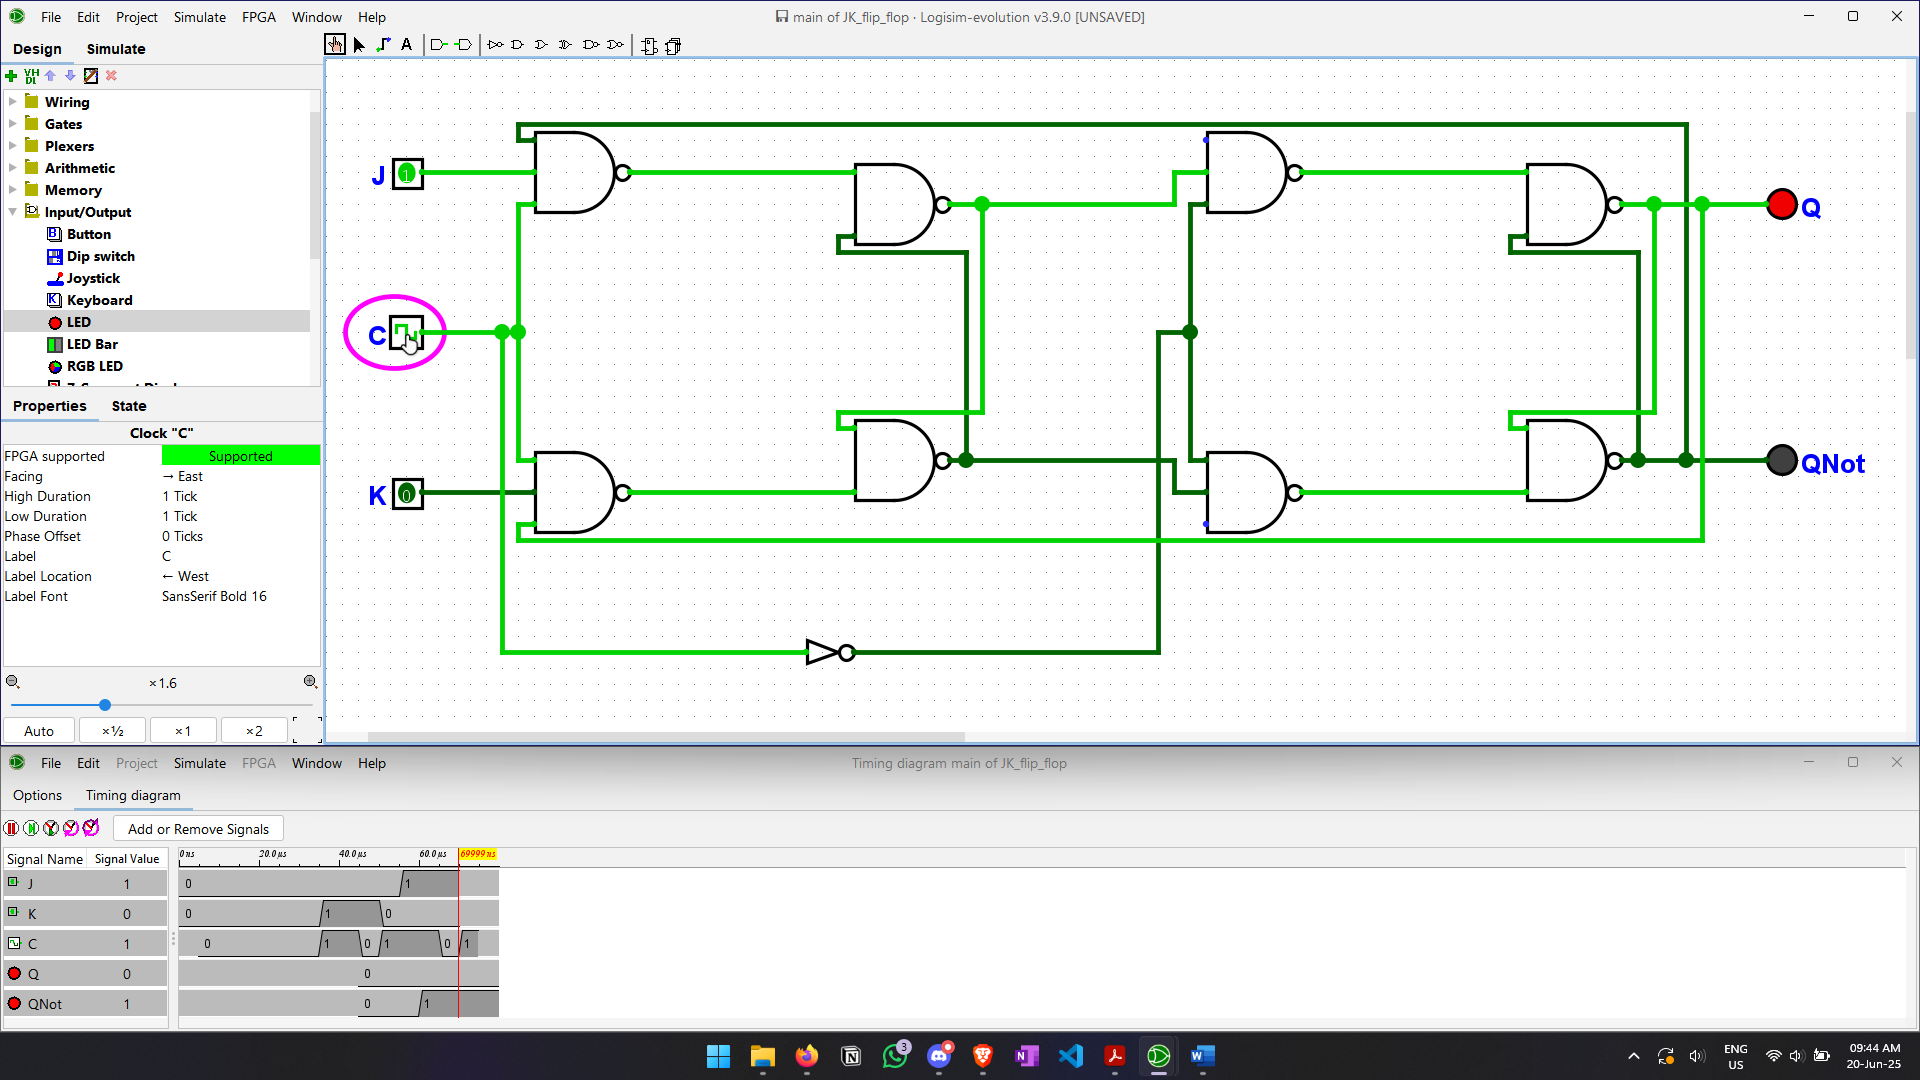 File Edit Project Simulate FPGA Window Help
main of JK_flip_flop · Logisim-evolution v3.9.0 [UNSAVED]
Design Simulate
A
VH
DL
Wiring
Gates
Plexers
Arithmetic
Memory
Input/Output
Button
Dip switch
Joystick
Keyboard
LED
LED Bar
RGB LED
Properties State
Clock "C"
FPGA supported Supported
Facing → East
High Duration 1 Tick
Low Duration 1 Tick
Phase Offset 0 Ticks
Label C
Label Location ← West
Label Font SansSerif Bold 16
×1.6
Auto ×½ ×1 ×2
J 1
C
K 0
Q
QNot
File Edit Project Simulate FPGA Window Help
Timing diagram main of JK_flip_flop
Options Timing diagram
Add or Remove Signals
Signal Name Signal Value 0 ns 20.0 µs 40.0 µs 60.0 µs 69999 ns
J 1 0 1
K 0 0 1 0
C 1 0 1 0 1 0 1
Q 0 0
QNot 1 0 1
3
ENG
US
09:44 AM
20-Jun-25